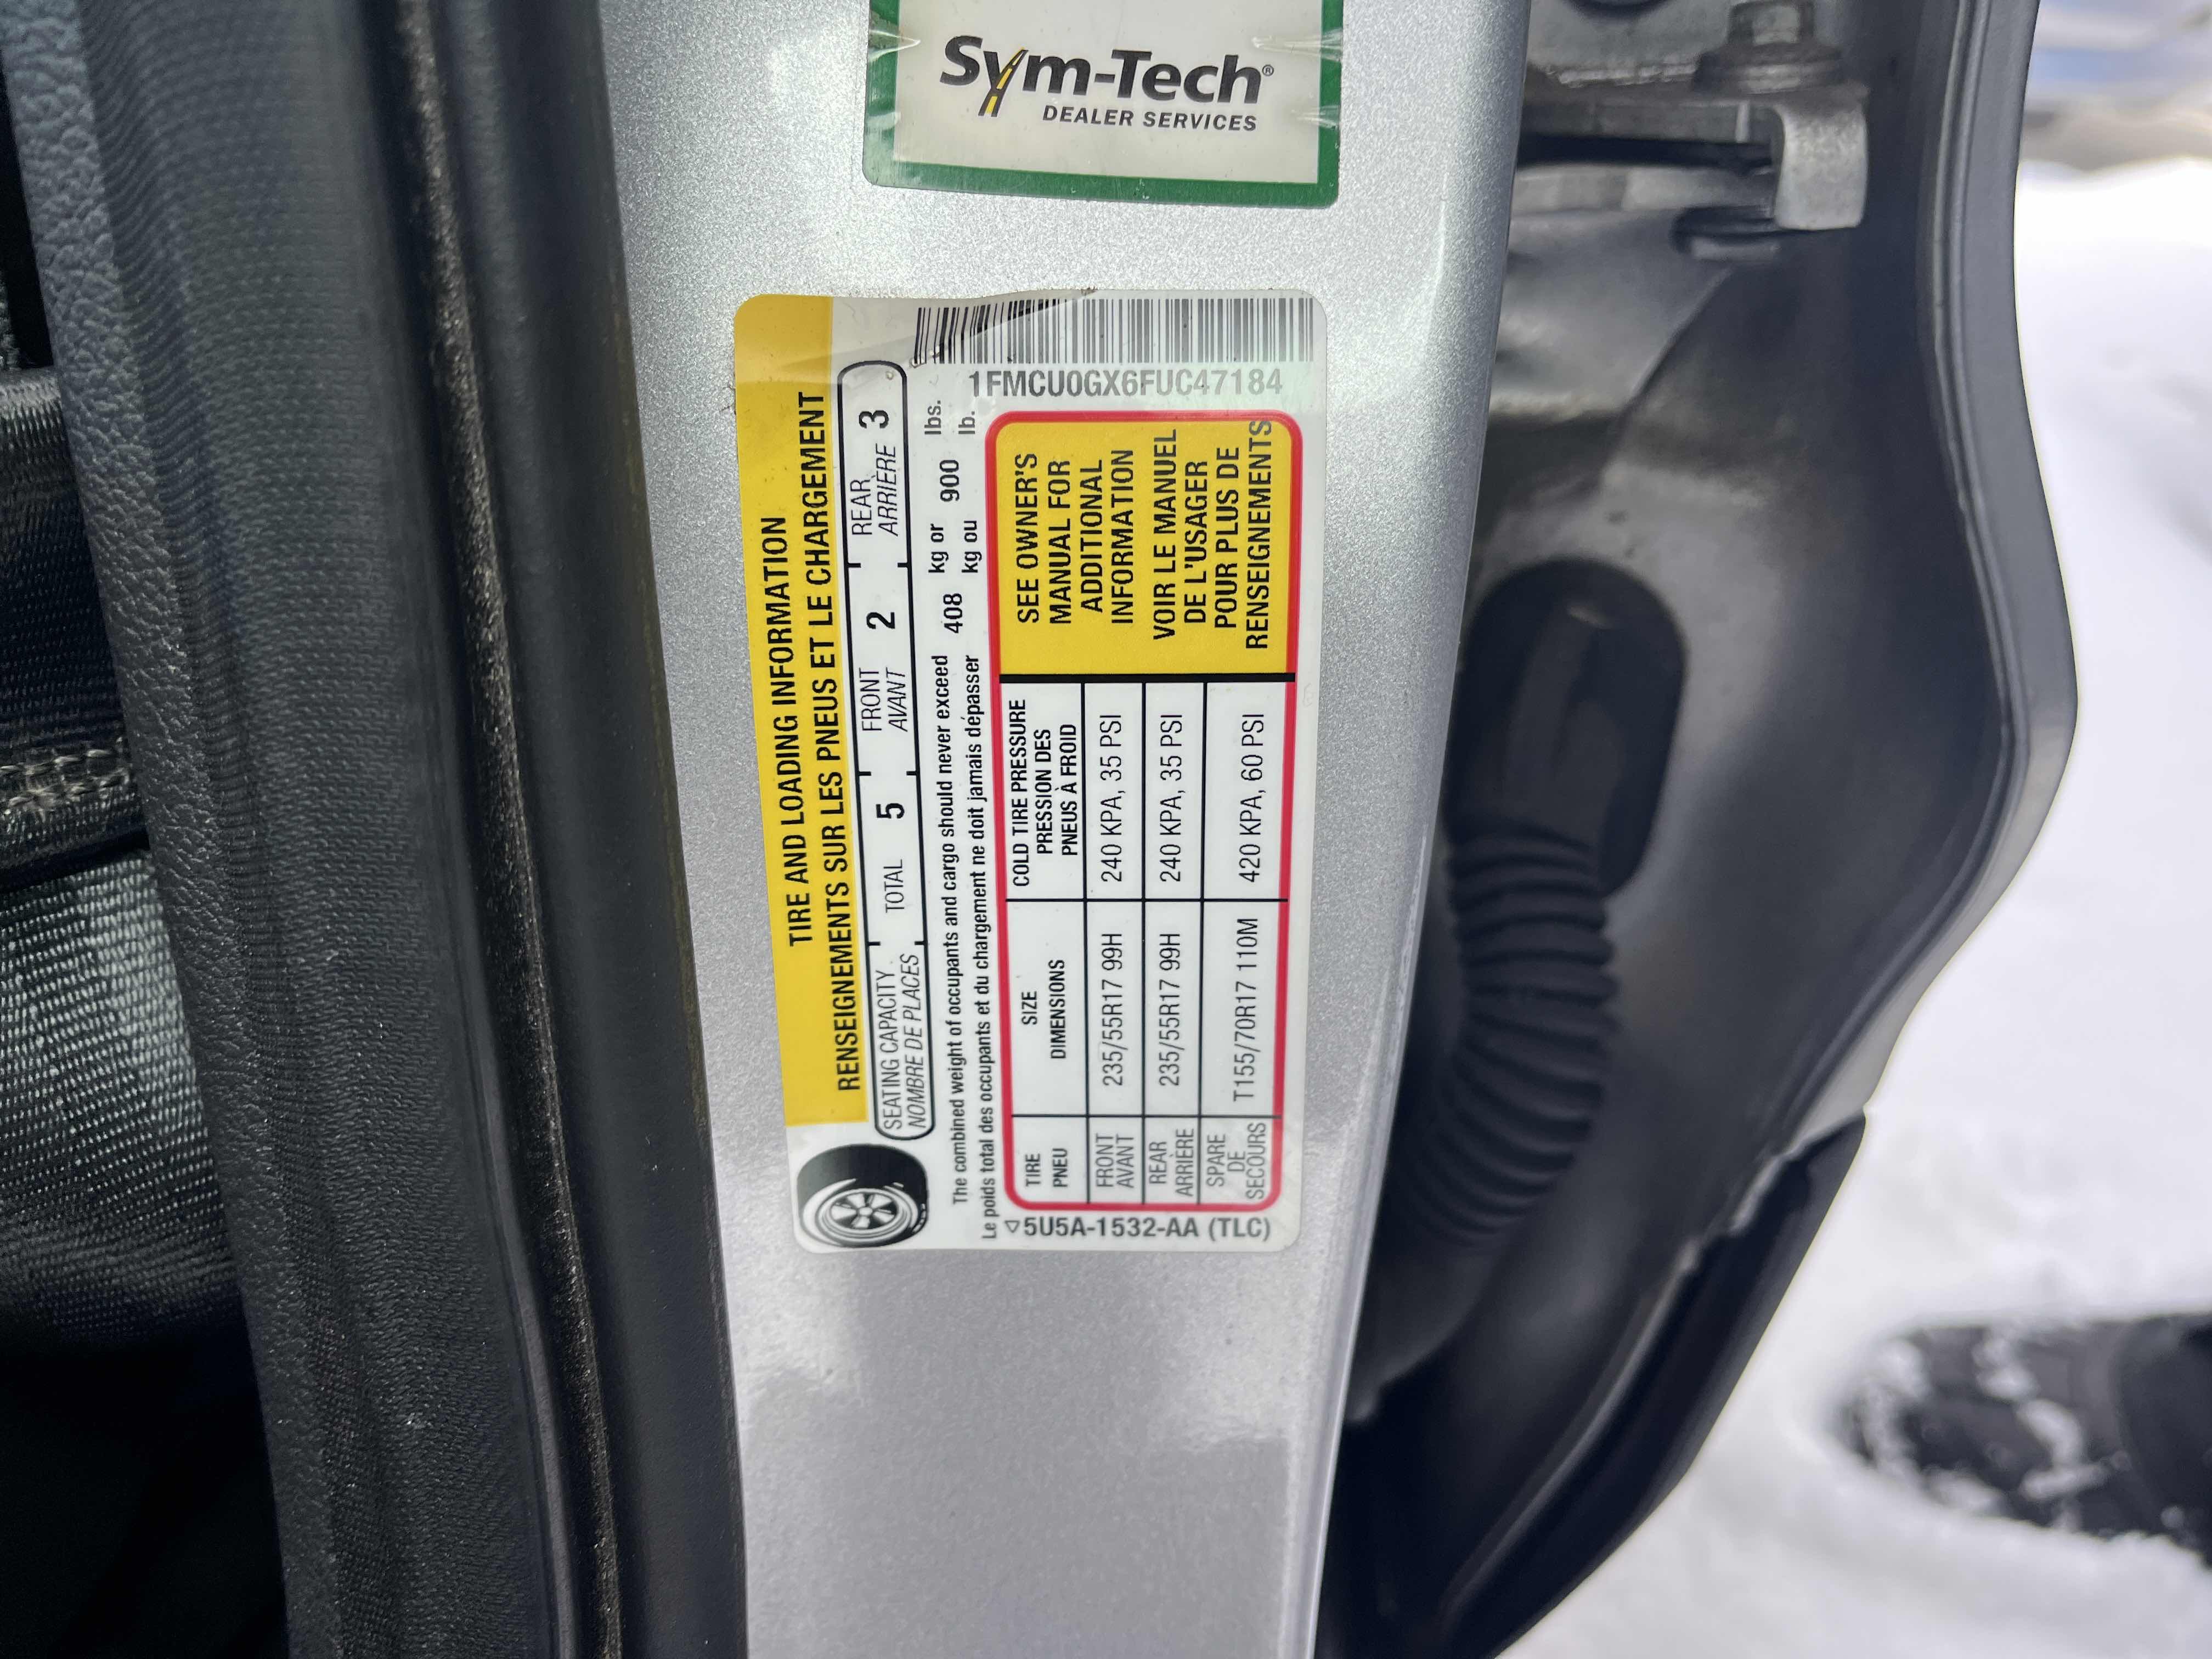 Sym-Tech®
DEALER SERVICES
TIRE AND LOADING INFORMATION
RENSEIGNEMENTS SUR LES PNEUS ET LE CHARGEMENT
SEATING CAPACITY TOTAL 5 FRONT 2 REAR 3
NOMBRE DE PLACES AVANT ARRIÈRE
The combined weight of occupants and cargo should never exceed 408 kg or 900 lbs.
Le poids total des occupants et du chargement ne doit jamais dépasser kg ou lb.
1FMCU0GX6FUC47184
TIRE SIZE COLD TIRE PRESSURE
PNEU DIMENSIONS PRESSION DES
PNEUS À FROID
FRONT 235/55R17 99H 240 KPA, 35 PSI
AVANT
REAR 235/55R17 99H 240 KPA, 35 PSI
ARRIÈRE
SPARE T155/70R17 110M 420 KPA, 60 PSI
DE
SECOURS
SEE OWNER'S
MANUAL FOR
ADDITIONAL
INFORMATION
VOIR LE MANUEL
DE L'USAGER
POUR PLUS DE
RENSEIGNEMENTS
▽5U5A-1532-AA (TLC)